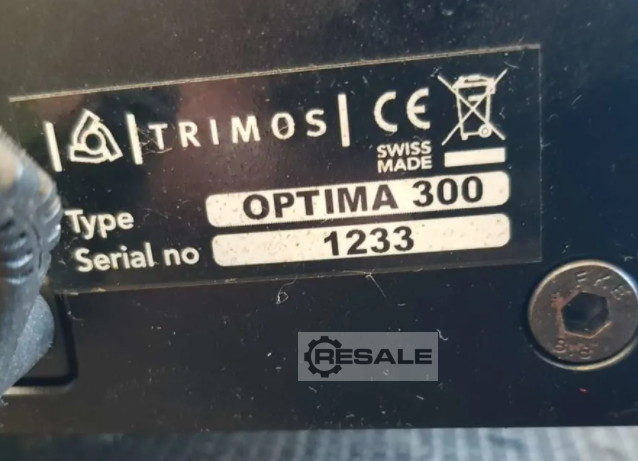 TRIMOS CE
SWISS
MADE
Type OPTIMA 300
Serial no 1233
RESALE